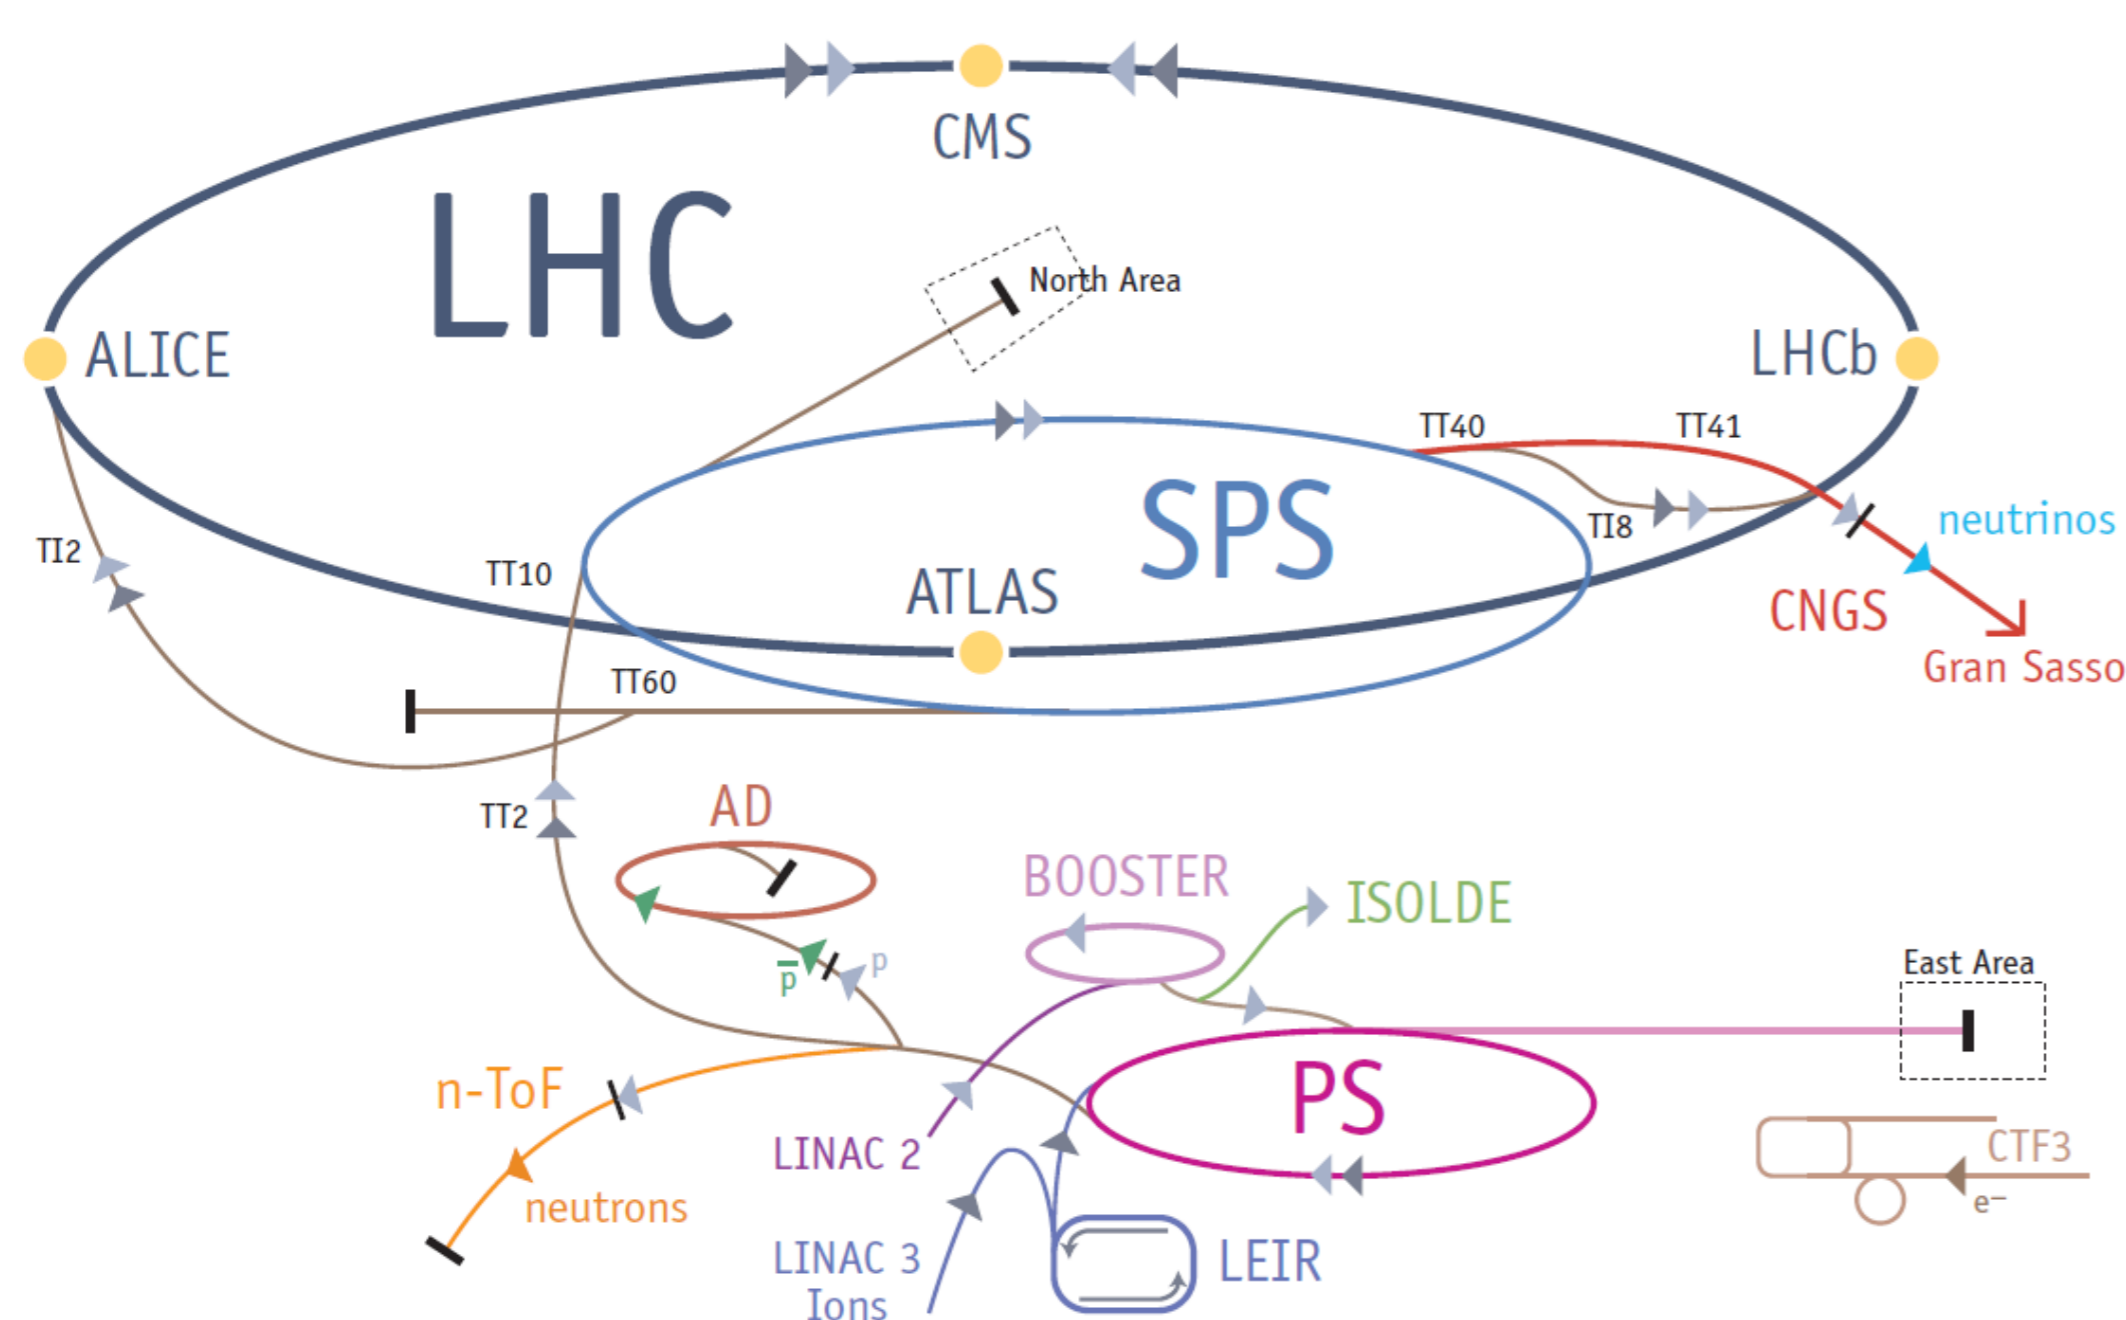 CMS
LHC
North Area
ALICE
LHCb
TT40
TT41
SPS
TI8
neutrinos
TI2
TT10
ATLAS
CNGS
Gran Sasso
TT60
AD
TT2
BOOSTER
ISOLDE
p̅
p
East Area
n-ToF
PS
LINAC 2
CTF3
e⁻
neutrons
LINAC 3
Ions
LEIR